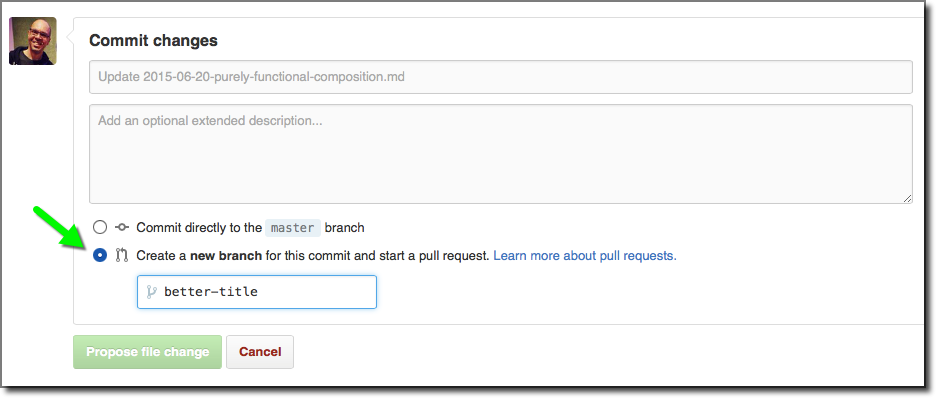 Commit changes
Update 2015-06-20-purely-functional-composition.md
Add an optional extended description...
Commit directly to the master branch
Create a new branch for this commit and start a pull request. Learn more about pull requests.
better-title
Propose file change Cancel